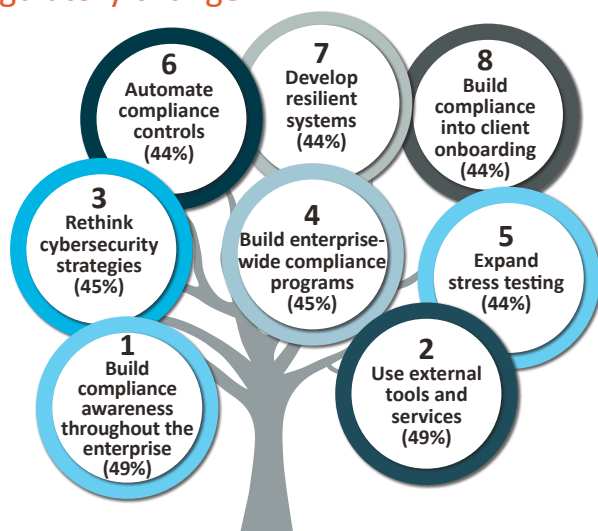 1
Build
compliance
awareness
throughout the
enterprise
(49%)
2
Use external
tools and
services
(49%)
3
Rethink
cybersecurity
strategies
(45%)
4
Build enterprise-
wide compliance
programs
(45%)
5
Expand
stress testing
(44%)
6
Automate
compliance
controls
(44%)
7
Develop
resilient
systems
(44%)
8
Build
compliance
into client
onboarding
(44%)